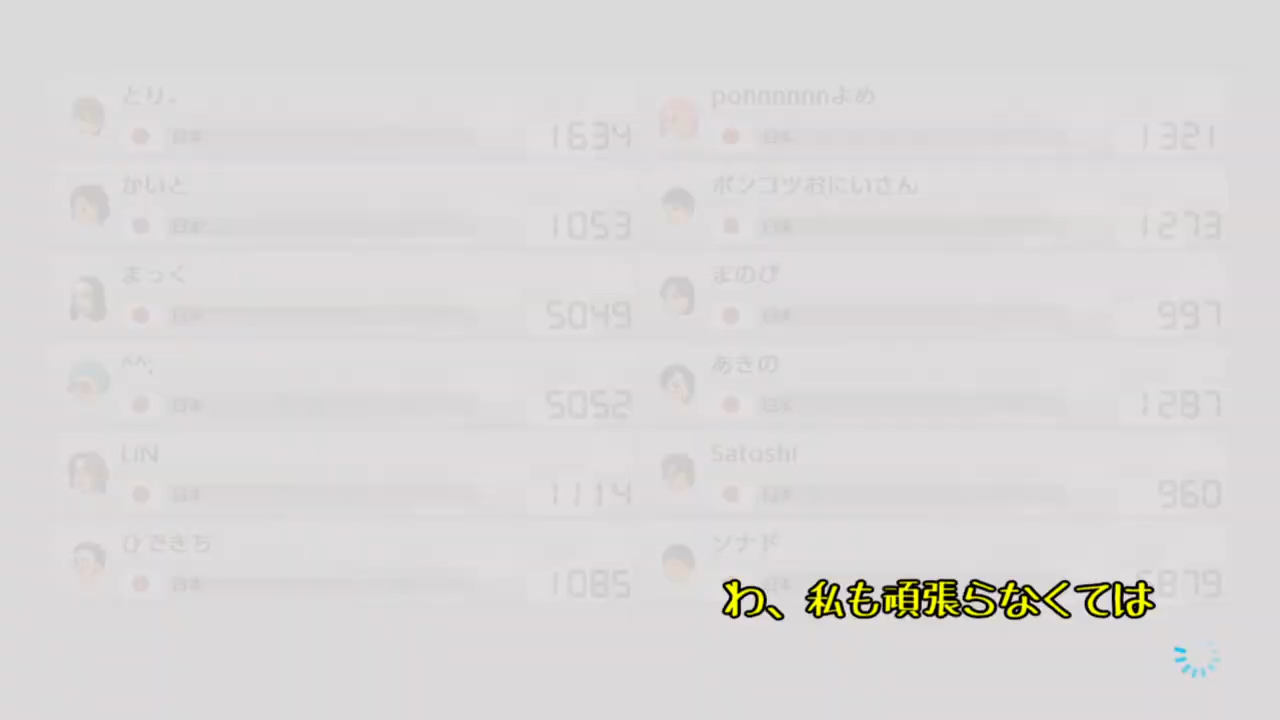 とり。
日本
1634
ponnnnnnよめ
日本
1321
かいと
日本
1053
ポンコツおにいさん
日本
1273
まっく
日本
5049
まのぴ
日本
997
^^;
日本
5052
あきの
日本
1287
LiN
日本
1114
Satoshi
日本
960
ひできち
日本
1085
ソナド
日本
6879
わ、私も頑張らなくては